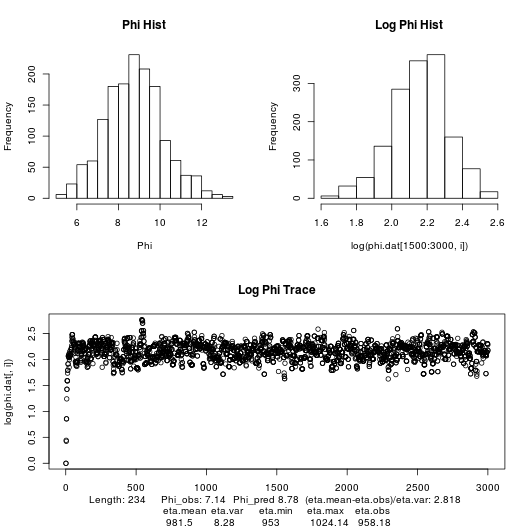 Phi Hist
Log Phi Hist
Frequency
0 50 100 150 200
6 8 10 12
Phi
Frequency
0 100 200 300
1.6 1.8 2.0 2.2 2.4 2.6
log(phi.dat[1500:3000, i])
Log Phi Trace
log(phi.dat[, i])
0.0 0.5 1.0 1.5 2.0 2.5
0 500 1000 1500 2000 2500 3000
Length: 234 Phi_obs: 7.14 Phi_pred 8.78 (eta.mean-eta.obs)/eta.var: 2.818
eta.mean eta.var eta.min eta.max eta.obs
981.5 8.28 953 1024.14 958.18